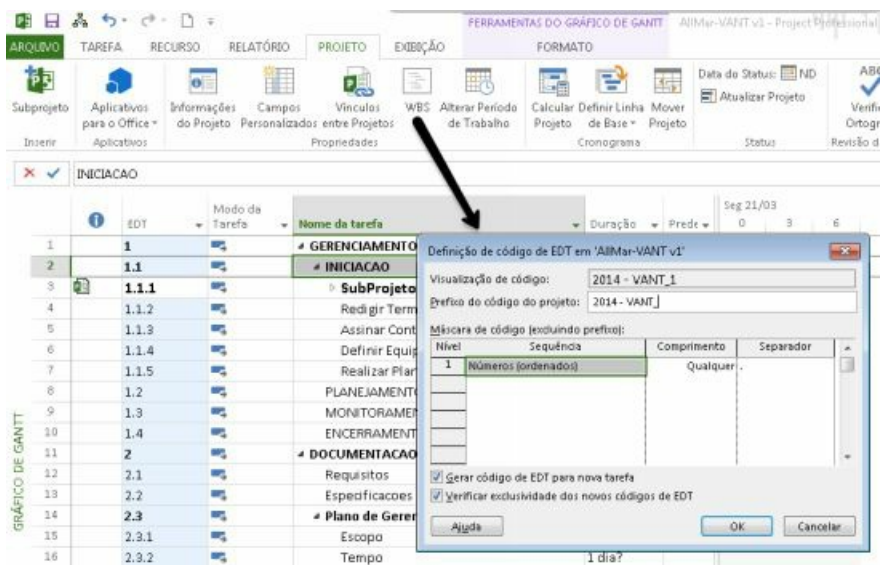 FERRAMENTAS DO GRÁFICO DE GANTT
AllMar-VANT v1 - Project Professional
ARQUIVO TAREFA RECURSO RELATÓRIO PROJETO EXIBIÇÃO FORMATO
Subprojeto
Aplicativos para o Office
Informações do Projeto
Campos Personalizados
Vínculos entre Projetos
WBS
Alterar Período de Trabalho
Calcular Projeto
Definir Linha de Base
Mover Projeto
Data do Status: ND
Atualizar Projeto
ABC
Verifi
Ortogr
Inserir Aplicativos Propriedades Cronograma Status Revisão d
INICIACAO
EDT Modo da Tarefa Nome da tarefa Duração Prede
Seg 21/03
0 3 6
1 1 GERENCIAMENTO
2 1.1 INICIACAO
3 1.1.1 SubProjeto
4 1.1.2 Redigir Term
5 1.1.3 Assinar Cont
6 1.1.4 Definir Equip
7 1.1.5 Realizar Plan
8 1.2 PLANEJAMENTO
9 1.3 MONITORAMEN
10 1.4 ENCERRAMENT
11 2 DOCUMENTACAO
12 2.1 Requisitos
13 2.2 Especificacoes
14 2.3 Plano de Geren
15 2.3.1 Escopo
16 2.3.2 Tempo 1 dia?
GRÁFICO DE GANTT
Definição de código de EDT em 'AllMar-VANT v1'
Visualização de código: 2014 - VANT_1
Prefixo do código do projeto: 2014 - VANT_
Máscara de código (excluindo prefixo):
Nível Sequência Comprimento Separador
1 Números (ordenados) Qualquer .
Gerar código de EDT para nova tarefa
Verificar exclusividade dos novos códigos de EDT
Ajuda OK Cancelar